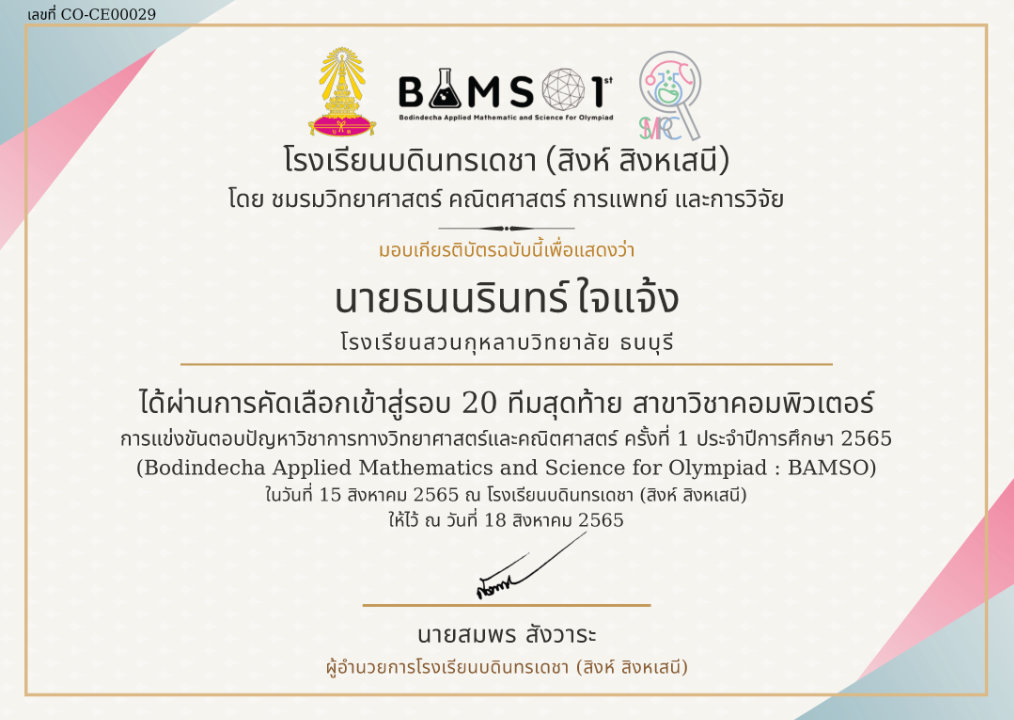 เลขที่ CO-CE00029
BAMSO 1st
Bodindecha Applied Mathematic and Science for Olympiad
SMRC
โรงเรียนบดินทรเดชา (สิงห์ สิงหเสนี)
โดย ชมรมวิทยาศาสตร์ คณิตศาสตร์ การแพทย์ และการวิจัย
มอบเกียรติบัตรฉบับนี้เพื่อแสดงว่า
นายธนนรินทร์ ใจแจ้ง
โรงเรียนสวนกุหลาบวิทยาลัย ธนบุรี
ได้ผ่านการคัดเลือกเข้าสู่รอบ 20 ทีมสุดท้าย สาขาวิชาคอมพิวเตอร์
การแข่งขันตอบปัญหาวิชาการทางวิทยาศาสตร์และคณิตศาสตร์ ครั้งที่ 1 ประจำปีการศึกษา 2565
(Bodindecha Applied Mathematics and Science for Olympiad : BAMSO)
ในวันที่ 15 สิงหาคม 2565 ณ โรงเรียนบดินทรเดชา (สิงห์ สิงหเสนี)
ให้ไว้ ณ วันที่ 18 สิงหาคม 2565
นายสมพร สังวาระ
ผู้อำนวยการโรงเรียนบดินทรเดชา (สิงห์ สิงหเสนี)